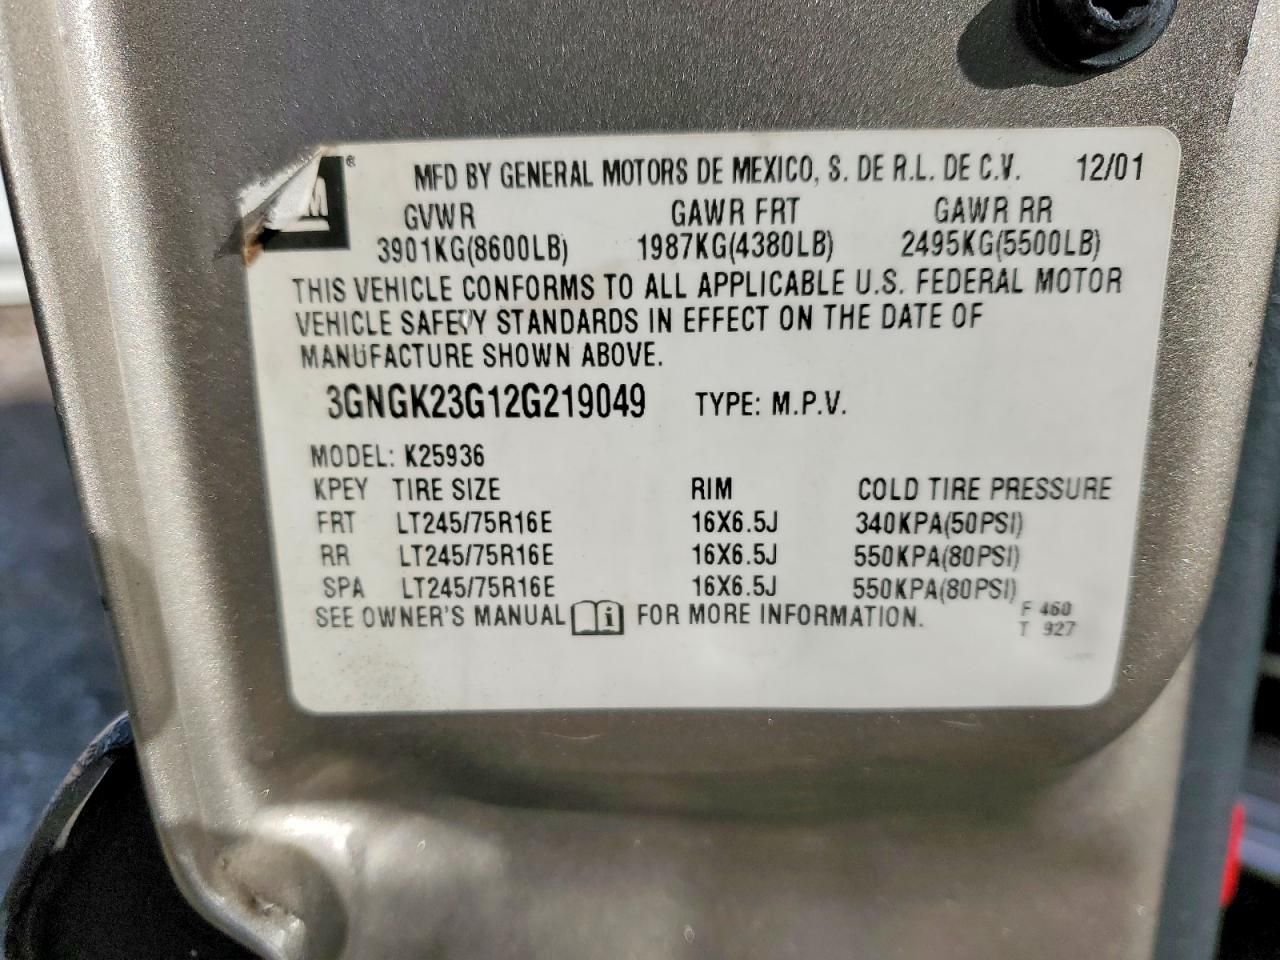 M ®
MFD BY GENERAL MOTORS DE MEXICO, S. DE R.L. DE C.V. 12/01
GVWR GAWR FRT GAWR RR
3901KG(8600LB) 1987KG(4380LB) 2495KG(5500LB)
THIS VEHICLE CONFORMS TO ALL APPLICABLE U.S. FEDERAL MOTOR
VEHICLE SAFETY STANDARDS IN EFFECT ON THE DATE OF
MANUFACTURE SHOWN ABOVE.
3GNGK23G12G219049 TYPE: M.P.V.
MODEL: K25936
KPEY TIRE SIZE RIM COLD TIRE PRESSURE
FRT LT245/75R16E 16X6.5J 340KPA(50PSI)
RR LT245/75R16E 16X6.5J 550KPA(80PSI)
SPA LT245/75R16E 16X6.5J 550KPA(80PSI)
SEE OWNER'S MANUAL i FOR MORE INFORMATION.
F 460
T 927